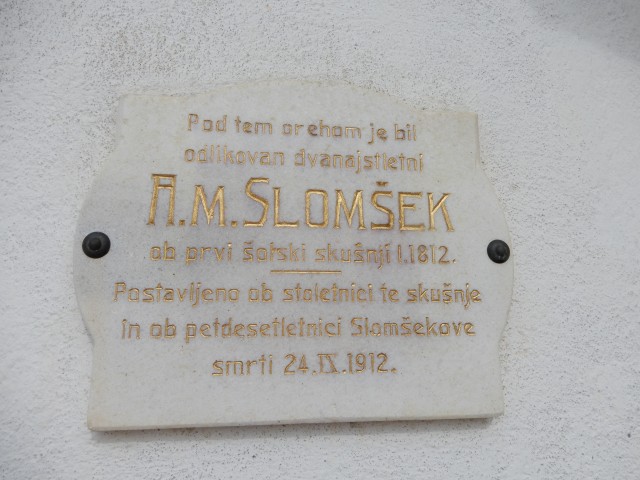 Pod tem orehom je bil
odlikovan dvanajstletni
A.M.SLOMŠEK
ob prvi šolski skušnji l.1812.
Postavljeno ob stoletnici te skušnje
in ob petdesetletnici Slomšekove
smrti 24.IX.1912.